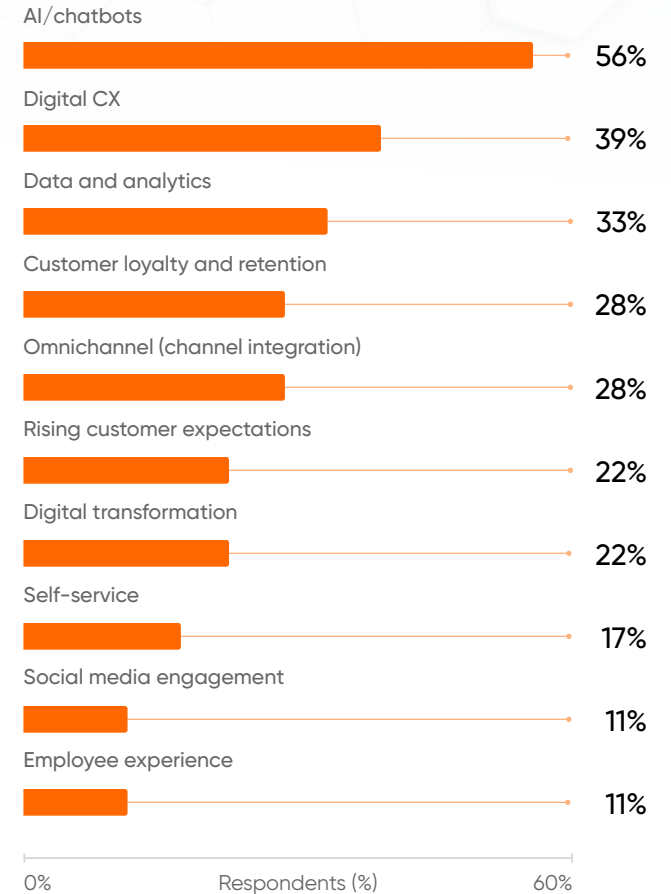 AI/chatbots
56%
Digital CX
39%
Data and analytics
33%
Customer loyalty and retention
28%
Omnichannel (channel integration)
28%
Rising customer expectations
22%
Digital transformation
22%
Self-service
17%
Social media engagement
11%
Employee experience
11%
0% Respondents (%) 60%